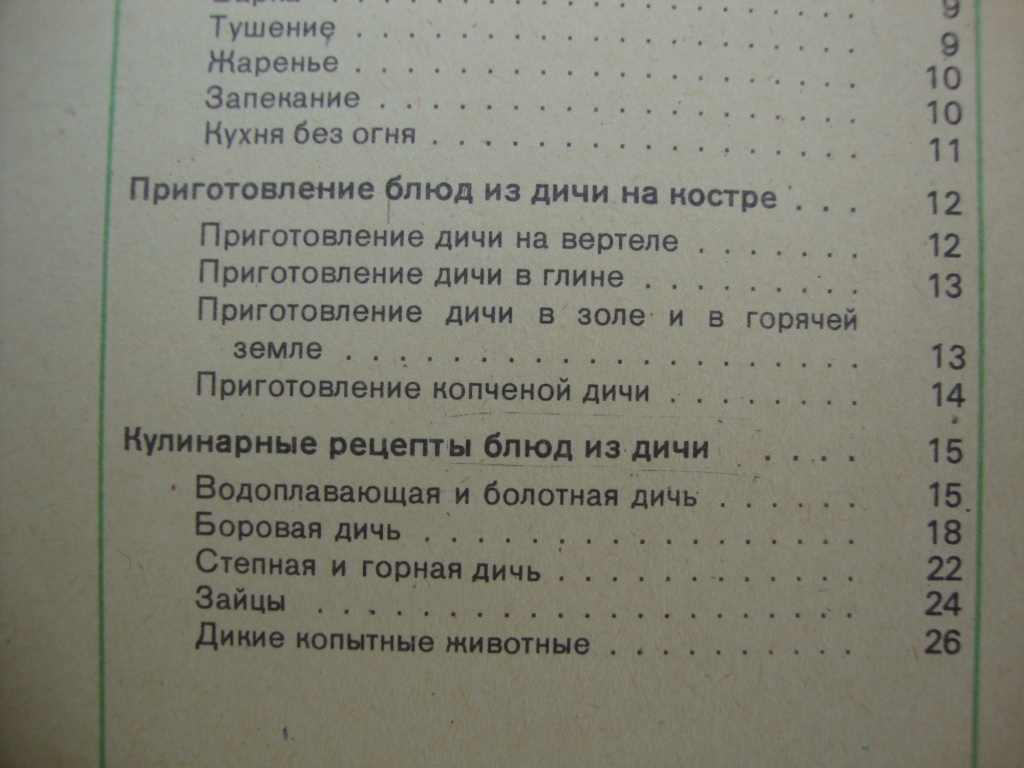 Варка 9
Тушение . . . . . . . . . . . . . . 9
Жаренье . . . . . . . . . . . . . . 10
Запекание . . . . . . . . . . . . . 10
Кухня без огня . . . . . . . . . . . 11
Приготовление блюд из дичи на костре . . . 12
Приготовление дичи на вертеле . . . . . . . 12
Приготовление дичи в глине . . . . . . . . . 13
Приготовление дичи в золе и в горячей
земле . . . . . . . . . . . . . . . . 13
Приготовление копченой дичи . . . . . . . . 14
Кулинарные рецепты блюд из дичи . . . . 15
Водоплавающая и болотная дичь . . . . . . 15
Боровая дичь . . . . . . . . . . . . . . . . 18
Степная и горная дичь . . . . . . . . . . . . 22
Зайцы . . . . . . . . . . . . . . . . . . . . 24
Дикие копытные животные . . . . . . . . . . 26